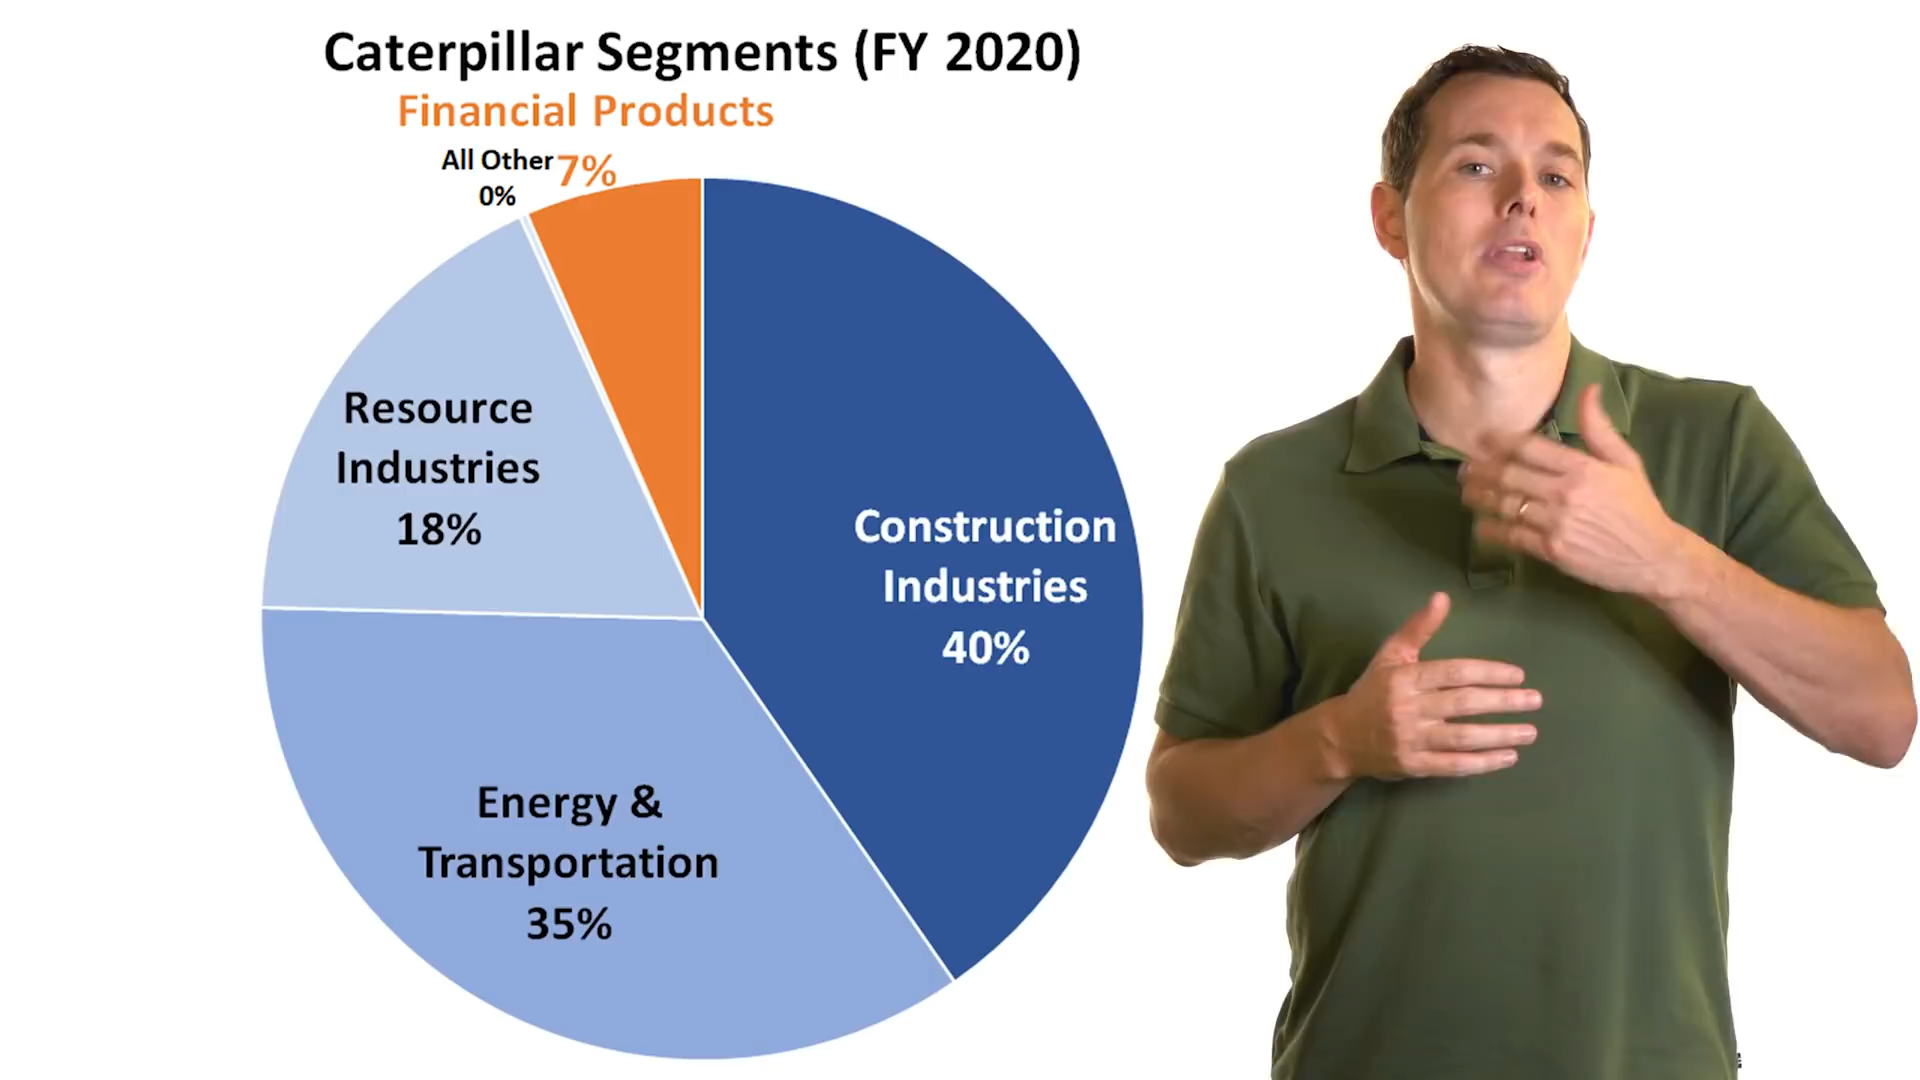 Caterpillar Segments (FY 2020)
Financial Products
7%
All Other
0%
Resource
Industries
18%
Construction
Industries
40%
Energy &
Transportation
35%